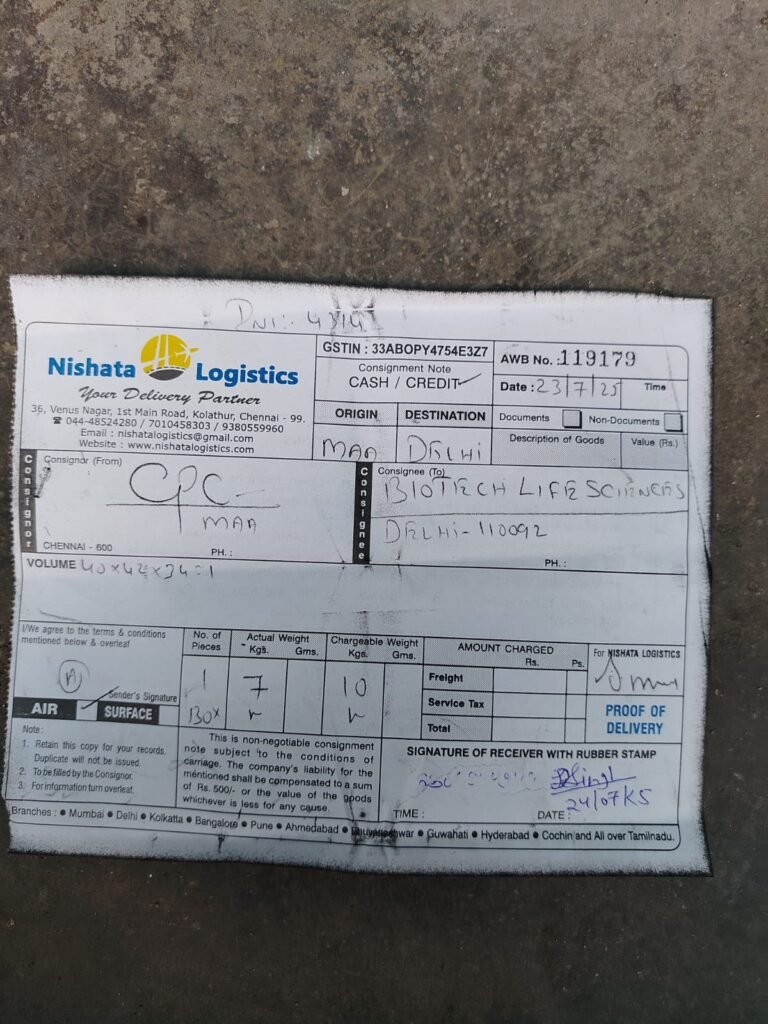 DNI:- 4314
Nishata Logistics
Your Delivery Partner
36, Venus Nagar, 1st Main Road, Kolathur, Chennai - 99.
☎ 044-48524280 / 7010458303 / 9380559960
Email : nishatalogistics@gmail.com
Website : www.nishatalogistics.com
GSTIN : 33ABOPY4754E3Z7
Consignment Note
CASH / CREDIT ✓
AWB No. : 119179
Date : 23/7/25 Time
ORIGIN DESTINATION
MAA DELHI
Documents Non-Documents
Description of Goods Value (Rs.)
Consignor
Consignor (From)
CPC
MAA
CHENNAI - 600 PH. :
Consignee
Consignee (To)
BIOTECH LIFE SCIENCES
DELHI-110092
PH. :
VOLUME 40x42x34=1
I/We agree to the terms & conditions
mentioned below & overleaf
Sender's Signature
AIR ✓ SURFACE
No. of Pieces
1
BOX
Actual Weight
Kgs. Gms.
7
Chargeable Weight
Kgs. Gms.
10
AMOUNT CHARGED
Rs. Ps.
Freight
Service Tax
Total
For NISHATA LOGISTICS
PROOF OF
DELIVERY
Note :
1. Retain this copy for your records.
Duplicate will not be issued.
2. To be filled by the Consignor.
3. For information turn overleaf.
This is non-negotiable consignment
note subject to the conditions of
carriage. The company's liability for the
mentioned shall be compensated to a sum
of Rs. 500/- or the value of the goods
whichever is less for any cause.
SIGNATURE OF RECEIVER WITH RUBBER STAMP
24/07
TIME : DATE :
Branches : ● Mumbai ● Delhi ● Kolkatta ● Bangalore ● Pune ● Ahmedabad ● Bhuvaneshwar ● Guwahati ● Hyderabad ● Cochin and All over Tamilnadu.